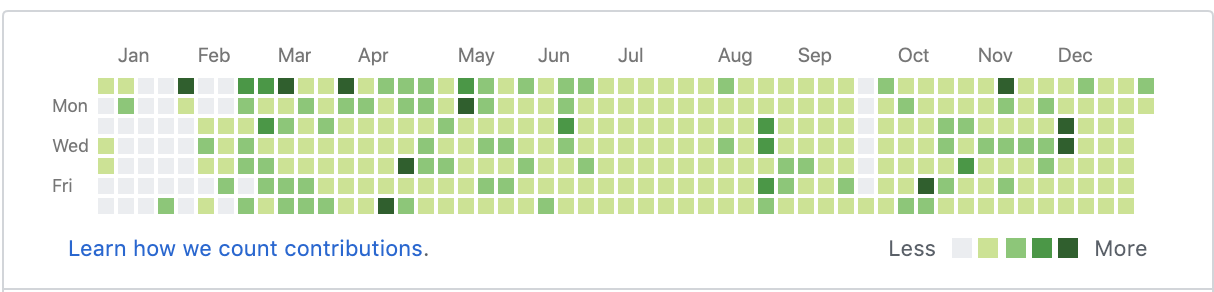 Jan Feb Mar Apr May Jun Jul Aug Sep Oct Nov Dec
Mon
Wed
Fri
Learn how we count contributions. Less More